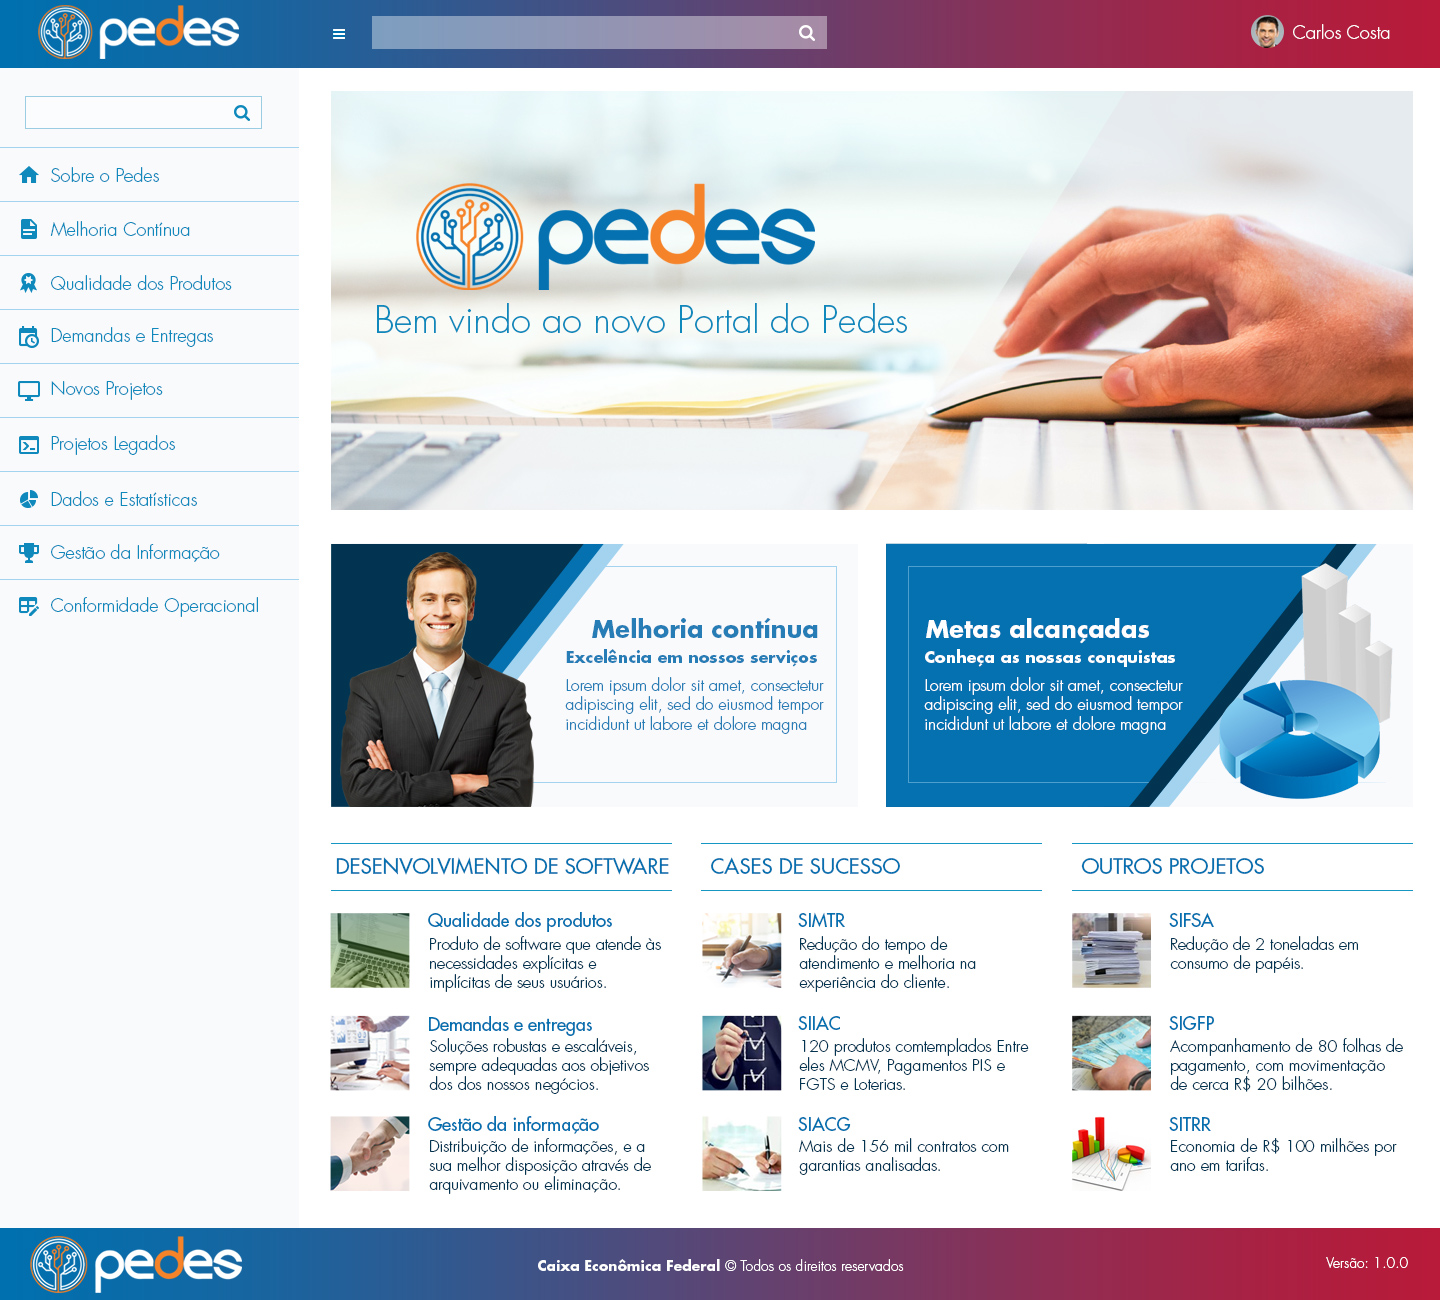 pedes
Carlos Costa
Sobre o Pedes
Melhoria Contínua
Qualidade dos Produtos
Demandas e Entregas
Novos Projetos
Projetos Legados
Dados e Estatísticas
Gestão da Informação
Conformidade Operacional
pedes
Bem vindo ao novo Portal do Pedes
Melhoria contínua
Excelência em nossos serviços
Lorem ipsum dolor sit amet, consectetur
adipiscing elit, sed do eiusmod tempor
incididunt ut labore et dolore magna
Metas alcançadas
Conheça as nossas conquistas
Lorem ipsum dolor sit amet, consectetur
adipiscing elit, sed do eiusmod tempor
incididunt ut labore et dolore magna
DESENVOLVIMENTO DE SOFTWARE
Qualidade dos produtos
Produto de software que atende às
necessidades explícitas e
implícitas de seus usuários.
Demandas e entregas
Soluções robustas e escaláveis,
sempre adequadas aos objetivos
dos dos nossos negócios.
Gestão da informação
Distribuição de informações, e a
sua melhor disposição através de
arquivamento ou eliminação.
CASES DE SUCESSO
SIMTR
Redução do tempo de
atendimento e melhoria na
experiência do cliente.
SIIAC
120 produtos comtemplados Entre
eles MCMV, Pagamentos PIS e
FGTS e Loterias.
SIACG
Mais de 156 mil contratos com
garantias analisadas.
OUTROS PROJETOS
SIFSA
Redução de 2 toneladas em
consumo de papéis.
SIGFP
Acompanhamento de 80 folhas de
pagamento, com movimentação
de cerca R$ 20 bilhões.
SITRR
Economia de R$ 100 milhões por
ano em tarifas.
pedes
Caixa Econômica Federal © Todos os direitos reservados
Versão: 1.0.0